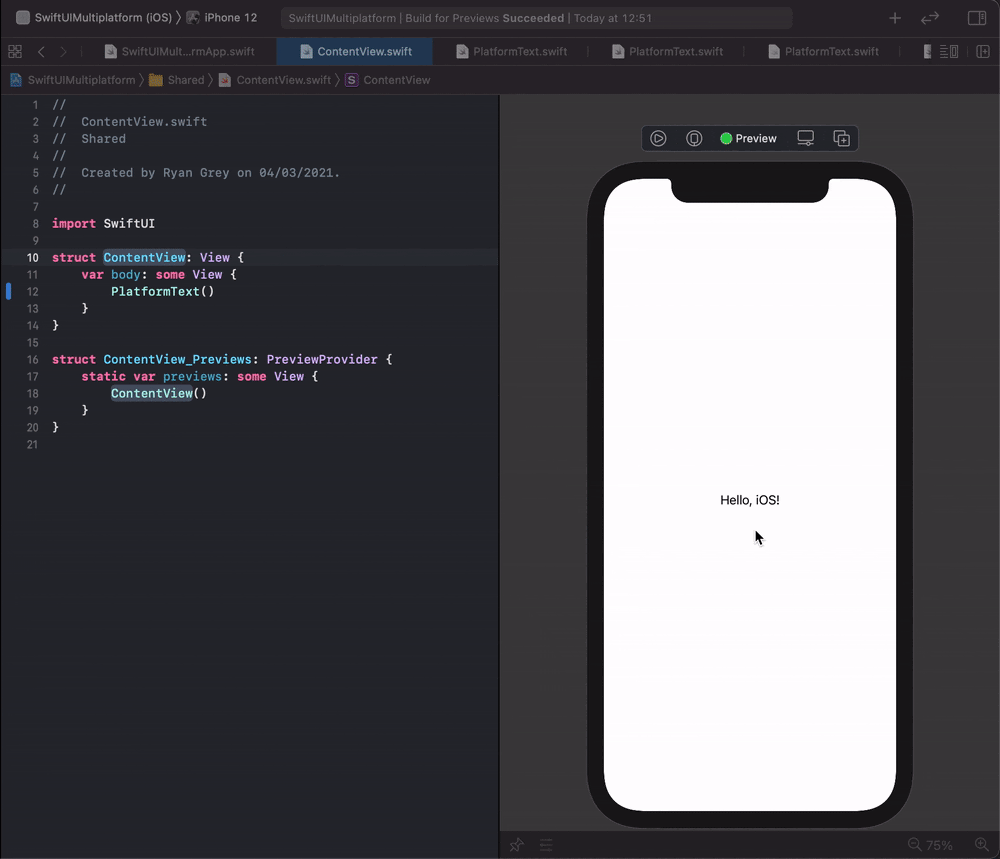 SwiftUIMultiplatform (iOS) 〉 iPhone 12
SwiftUIMultiplatform | Build for Previews Succeeded | Today at 12:51
SwiftUIMult...rmApp.swift
ContentView.swift
PlatformText.swift
PlatformText.swift
PlatformText.swift
SwiftUIMultiplatform 〉 Shared 〉 ContentView.swift 〉 S ContentView
1 //
2 //  ContentView.swift
3 //  Shared
4 //
5 //  Created by Ryan Grey on 04/03/2021.
6 //
7
8 import SwiftUI
9
10 struct ContentView: View {
11     var body: some View {
12         PlatformText()
13     }
14 }
15
16 struct ContentView_Previews: PreviewProvider {
17     static var previews: some View {
18         ContentView()
19     }
20 }
21
Preview
Hello, iOS!
75%